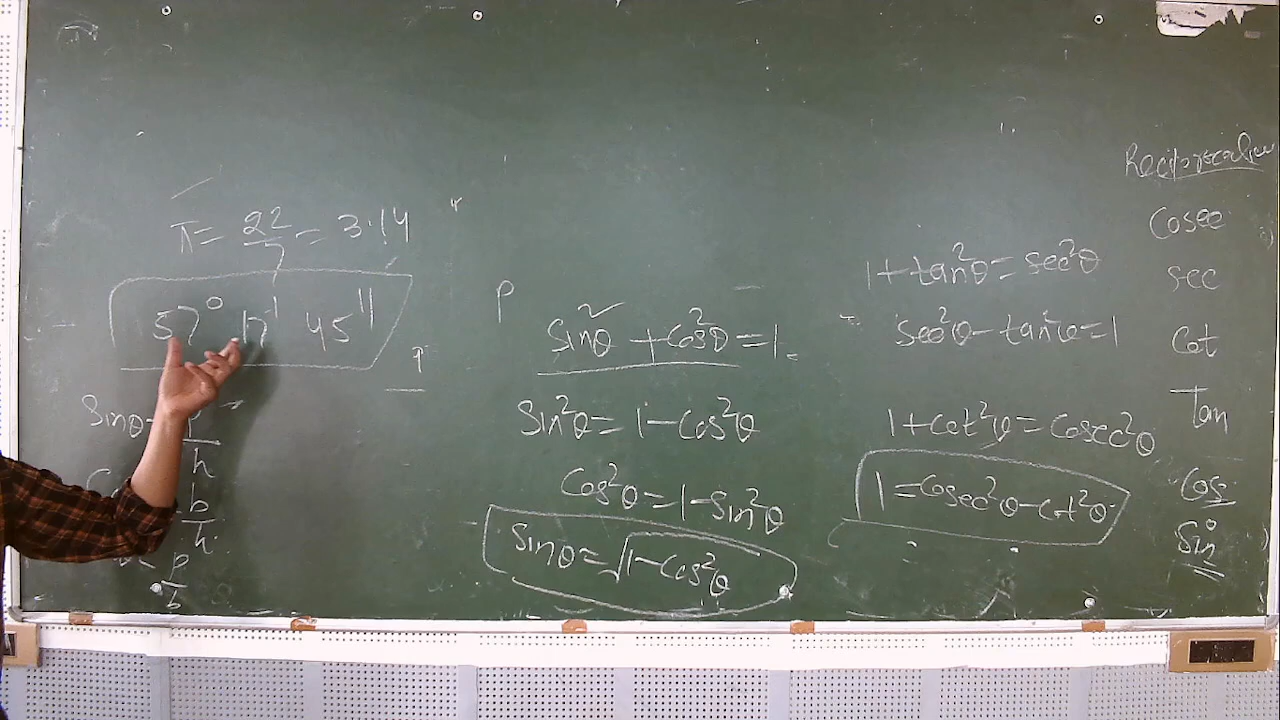 π = 22/7 = 3.14
57° 17' 45"
Sinθ = p/h
b/h
p/b
p
Sin²θ + Cos²θ = 1
Sin²θ = 1 - Cos²θ
Cos²θ = 1 - Sin²θ
Sinθ = √1 - Cos²θ
1 + tan²θ = sec²θ
sec²θ - tan²θ = 1
1 + Cot²θ = Cosec²θ
1 = Cosec²θ - Cot²θ
Cosec
Sec
Cot
Tan
Cos
Sin